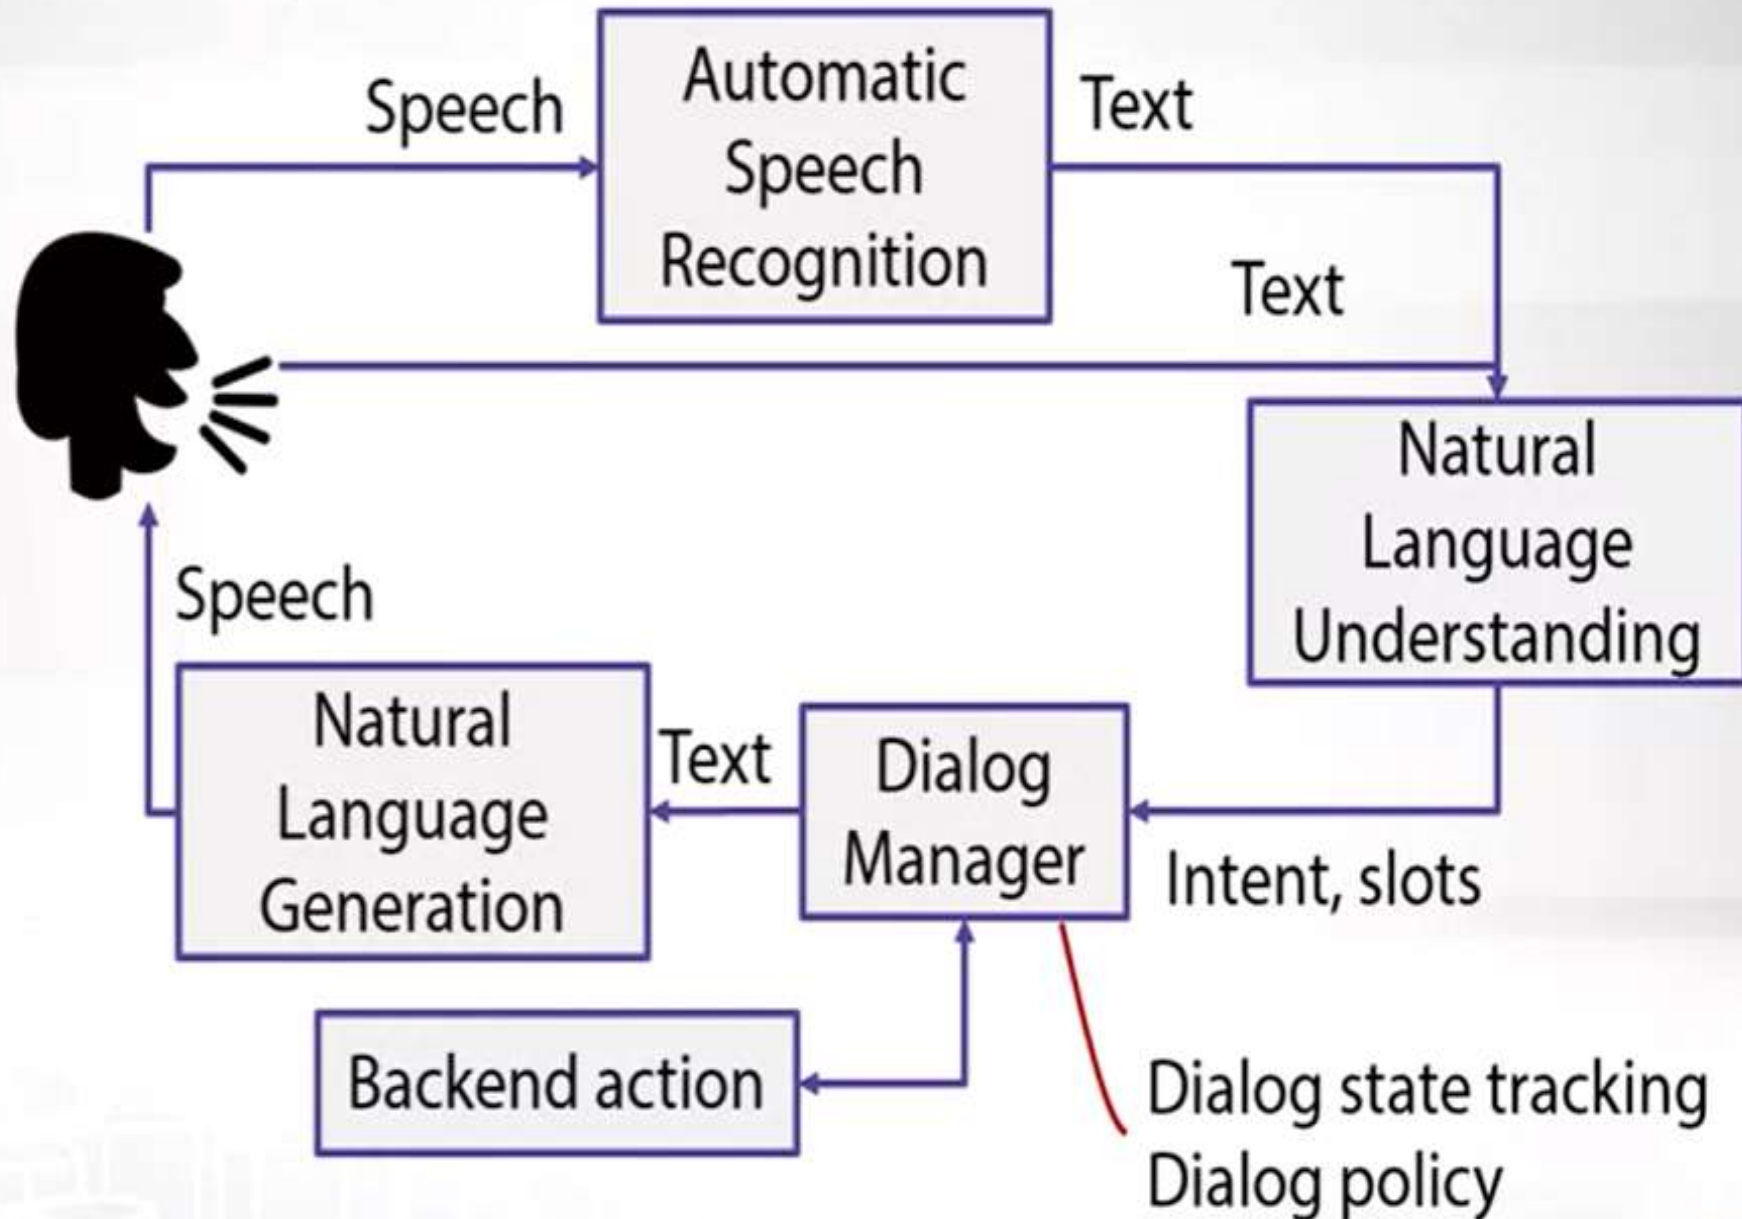 Speech
Automatic
Speech
Recognition
Text
Text
Natural
Language
Understanding
Speech
Natural
Language
Generation
Text
Dialog
Manager
Intent, slots
Backend action
Dialog state tracking
Dialog policy